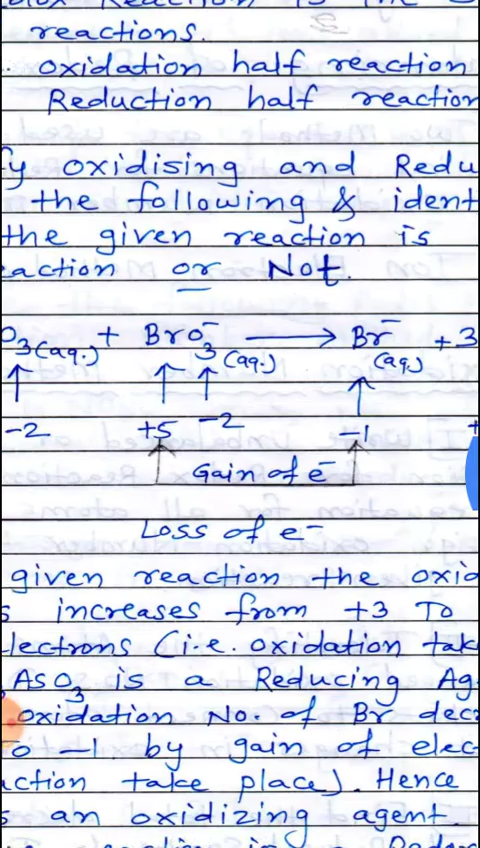 reactions.
oxidation half reaction
Reduction half reaction
fy oxidising and Redu
the following & ident
the given reaction is
action or Not.
O₃(aq.) + BrO₃⁻(aq.) ⟶ Br⁻(aq.) + 3
-2 +5 -2 -1 +
Gain of e⁻
Loss of e⁻
given reaction the oxid
s increases from +3 To
lectrons (i.e. oxidation tak
AsO₃ is a Reducing Ag
oxidation No. of Br dec
o -1 by gain of elec
action take place). Hence
s an oxidizing agent.